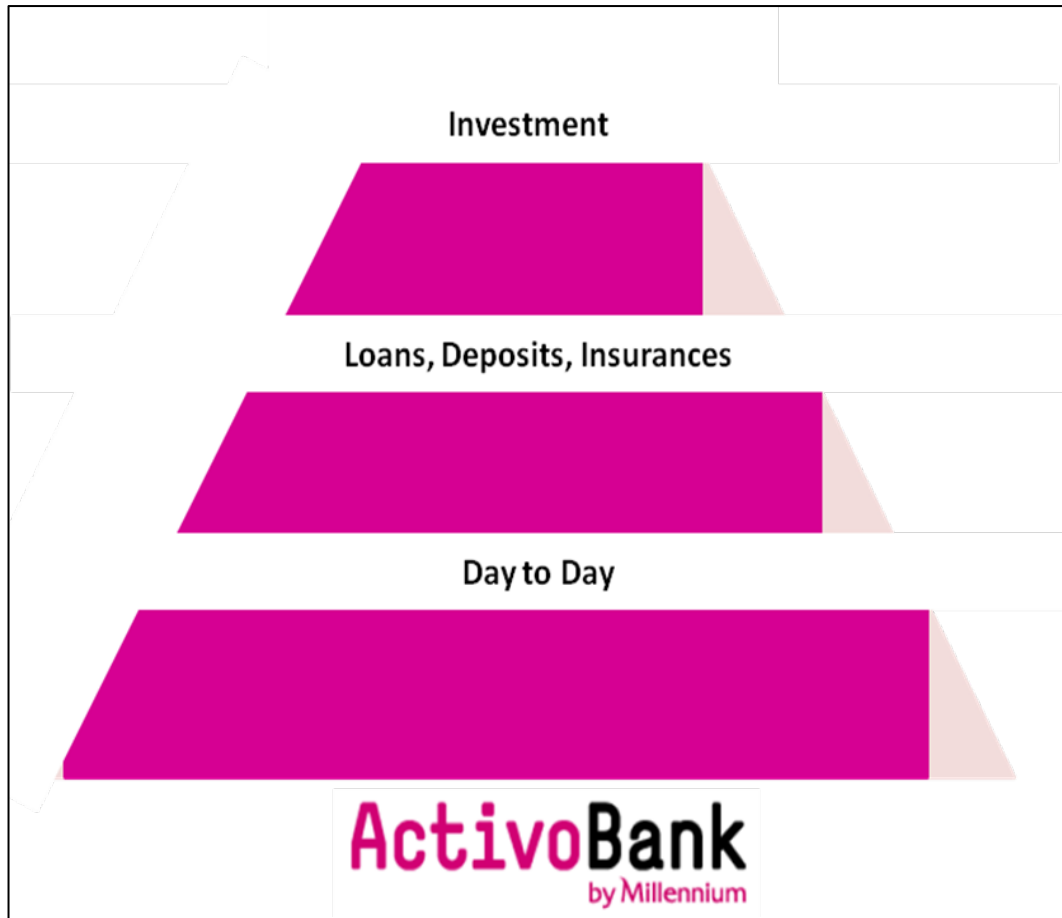 Investment
Loans, Deposits, Insurances
Day to Day
ActivoBank
by Millennium